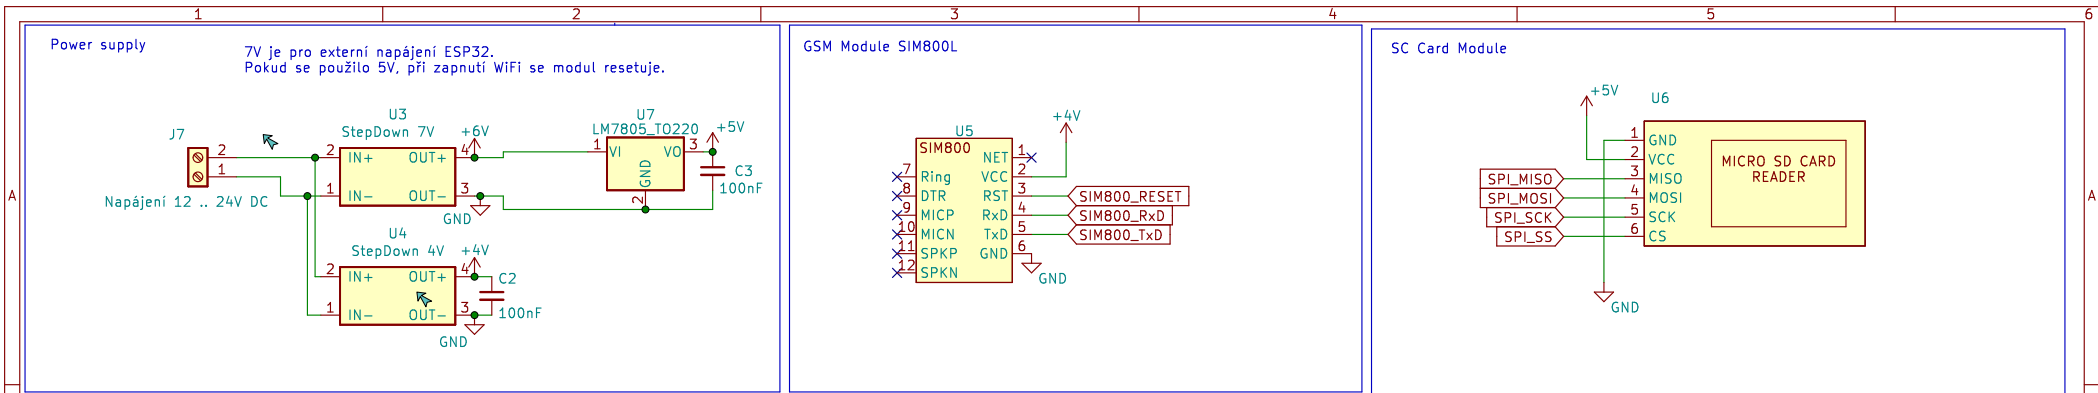 1
2
3
4
5
6
A
A
Power supply
7V je pro externí napájení ESP32.
Pokud se použilo 5V, při zapnutí WiFi se modul resetuje.
J7
2
1
Napájení 12 .. 24V DC
U3
StepDown 7V
2 IN+ OUT+ 4
1 IN- OUT- 3
+6V
GND
U7
LM7805_TO220
1 VI VO 3
GND
2
+5V
C3
100nF
U4
StepDown 4V
2 IN+ OUT+ 4
1 IN- OUT- 3
+4V
C2
100nF
GND
GSM Module SIM800L
U5
SIM800
+4V
NET 1
7 Ring VCC 2
8 DTR RST 3 SIM800_RESET
9 MICP RxD 4 SIM800_RxD
10 MICN TxD 5 SIM800_TxD
11 SPKP GND 6
12 SPKN
GND
SC Card Module
+5V
U6
1 GND
2 VCC
SPI_MISO 3 MISO
SPI_MOSI 4 MOSI
SPI_SCK 5 SCK
SPI_SS 6 CS
MICRO SD CARD
READER
GND